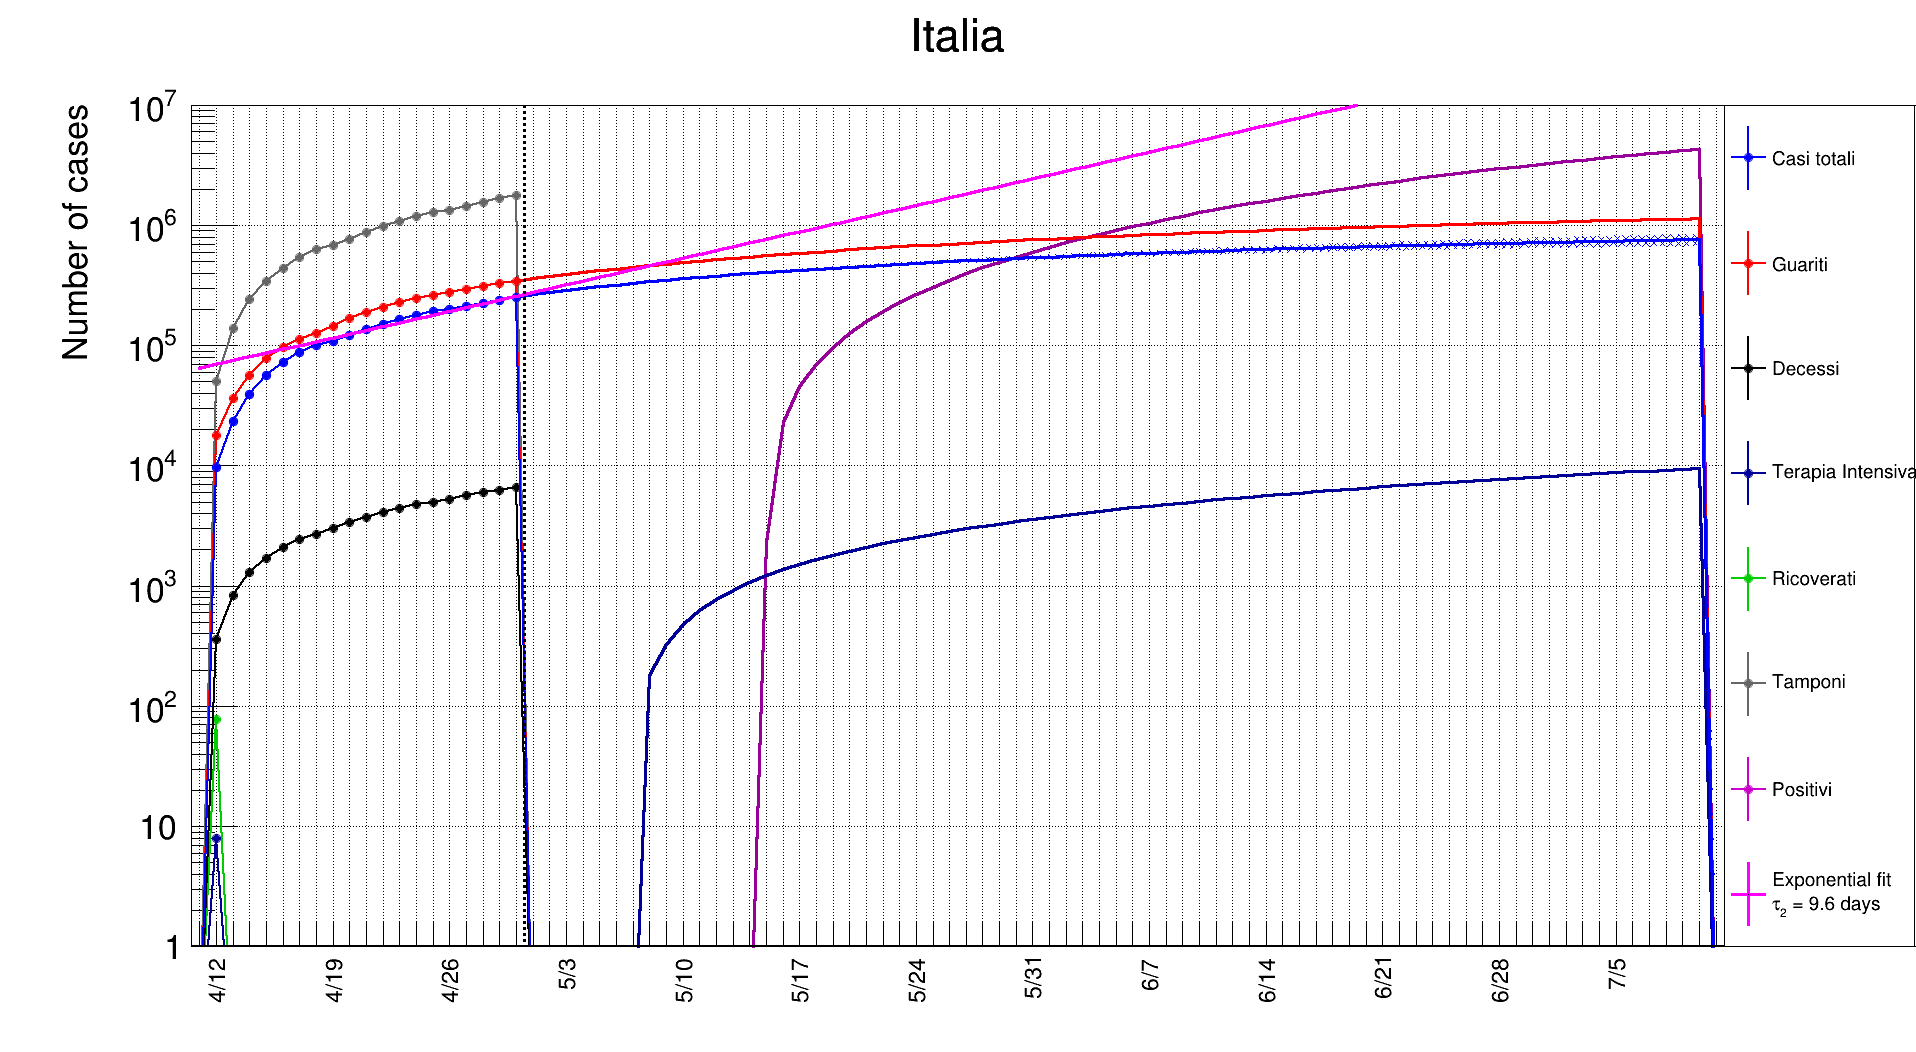 Italia
Number of cases
10^7
10^6
10^5
10^4
10^3
10^2
10
1
4/12
4/19
4/26
5/3
5/10
5/17
5/24
5/31
6/7
6/14
6/21
6/28
7/5
Casi totali
Guariti
Decessi
Terapia Intensiva
Ricoverati
Tamponi
Positivi
Exponential fit
τ₂ = 9.6 days